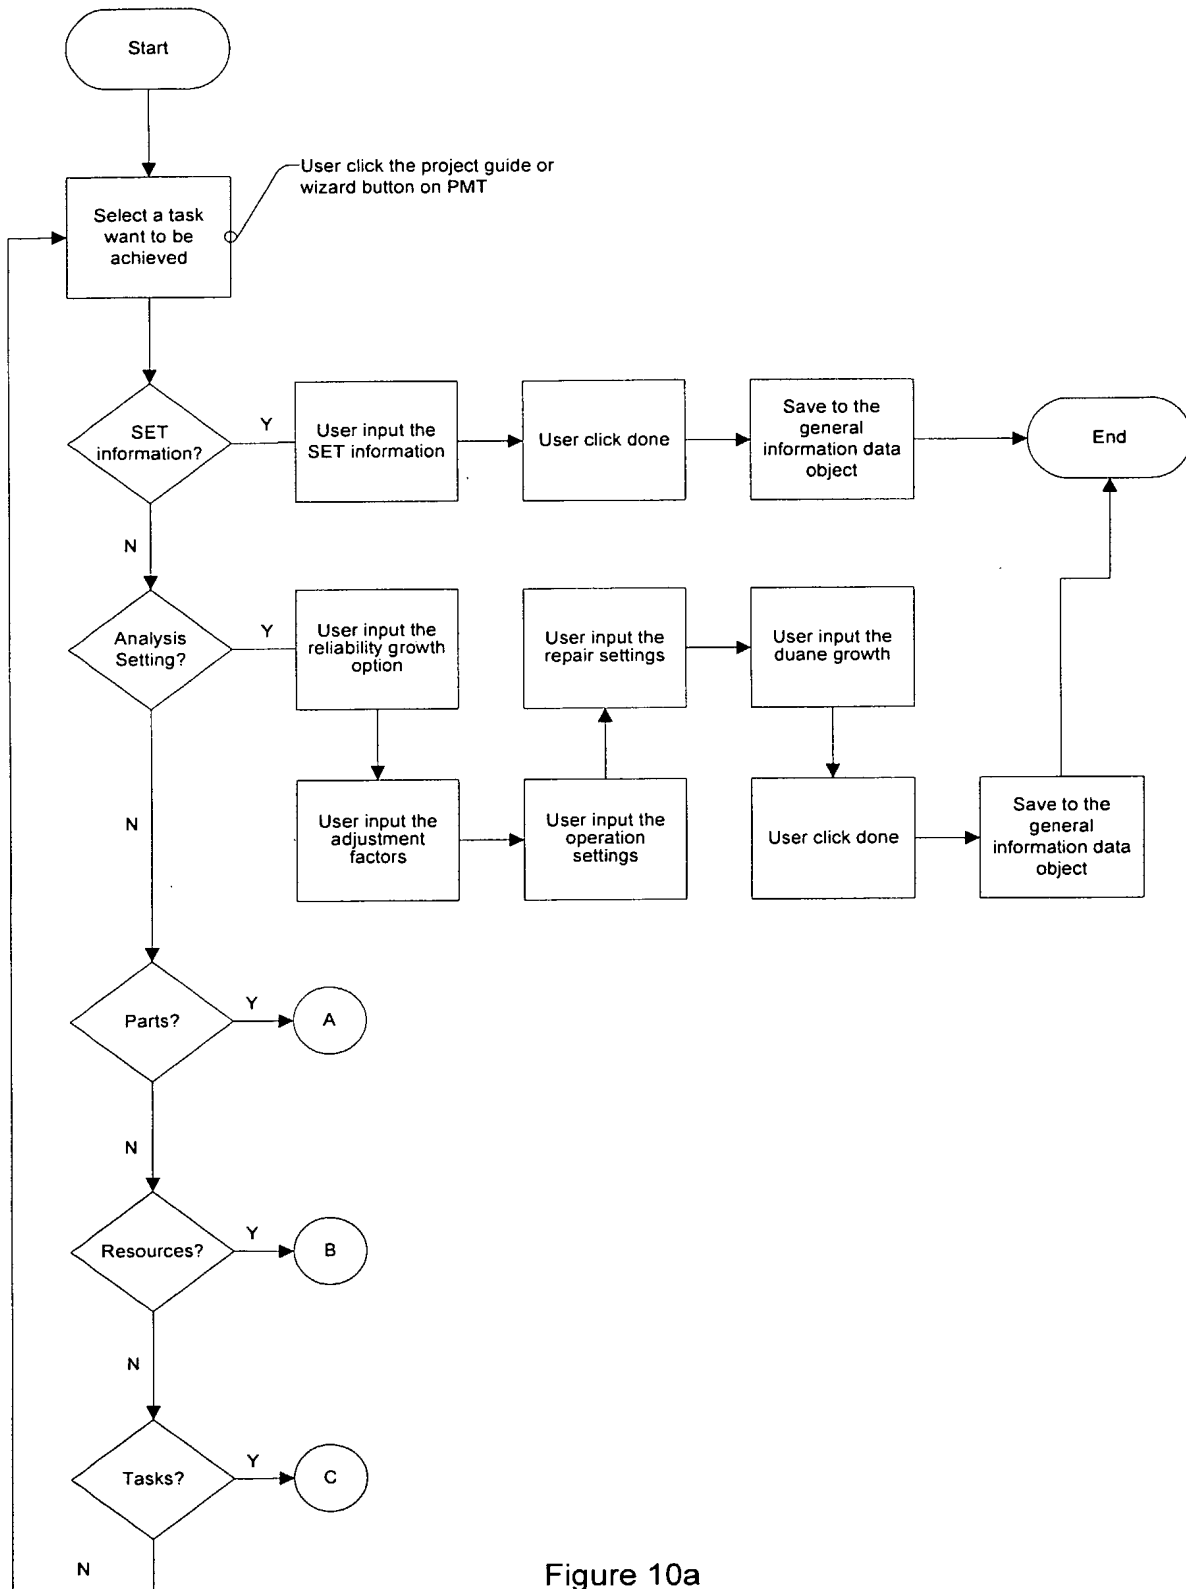 Start
User click the project guide or
wizard button on PMT
Select a task
want to be
achieved
SET
information?
Y
User input the
SET information
User click done
Save to the
general
information data
object
End
N
Analysis
Setting?
Y
User input the
reliability growth
option
User input the
repair settings
User input the
duane growth
N
User input the
adjustment
factors
User input the
operation
settings
User click done
Save to the
general
information data
object
Parts?
Y
A
N
Resources?
Y
B
N
Tasks?
Y
C
N
Figure 10a